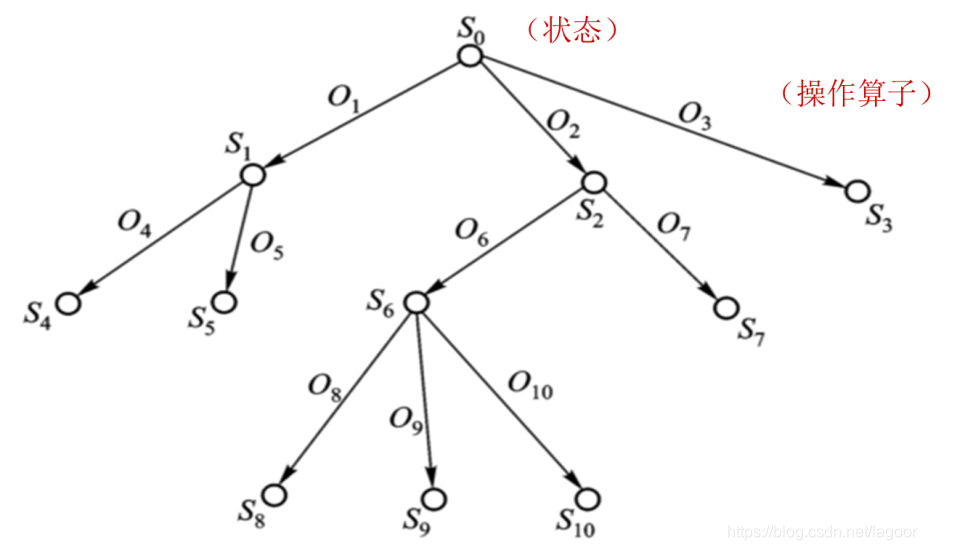 S₀ （状态）
（操作算子）
O₁
O₂
O₃
S₁
S₂
S₃
O₄
O₅
O₆
O₇
S₄
S₅
S₆
S₇
O₈
O₉
O₁₀
S₈
S₉
S₁₀
https://blog.csdn.net/lagoor